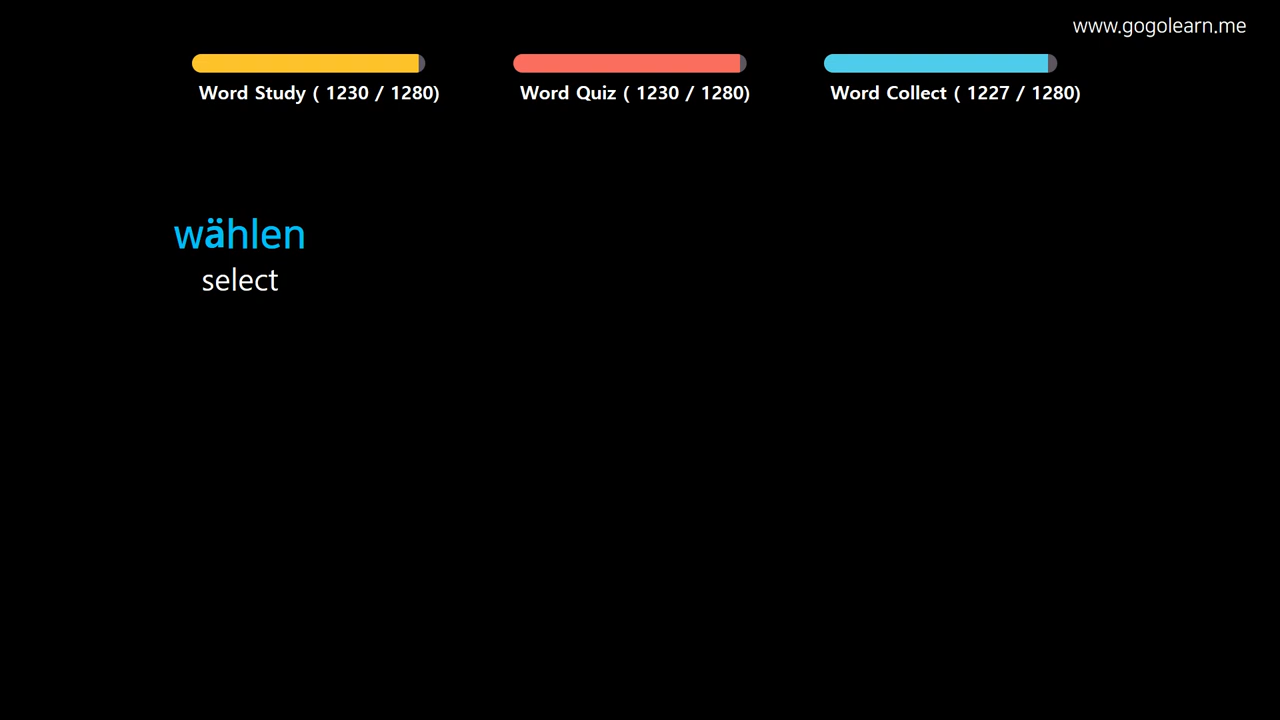 www.gogolearn.me
Word Study ( 1230 / 1280)
Word Quiz ( 1230 / 1280)
Word Collect ( 1227 / 1280)
wählen
select